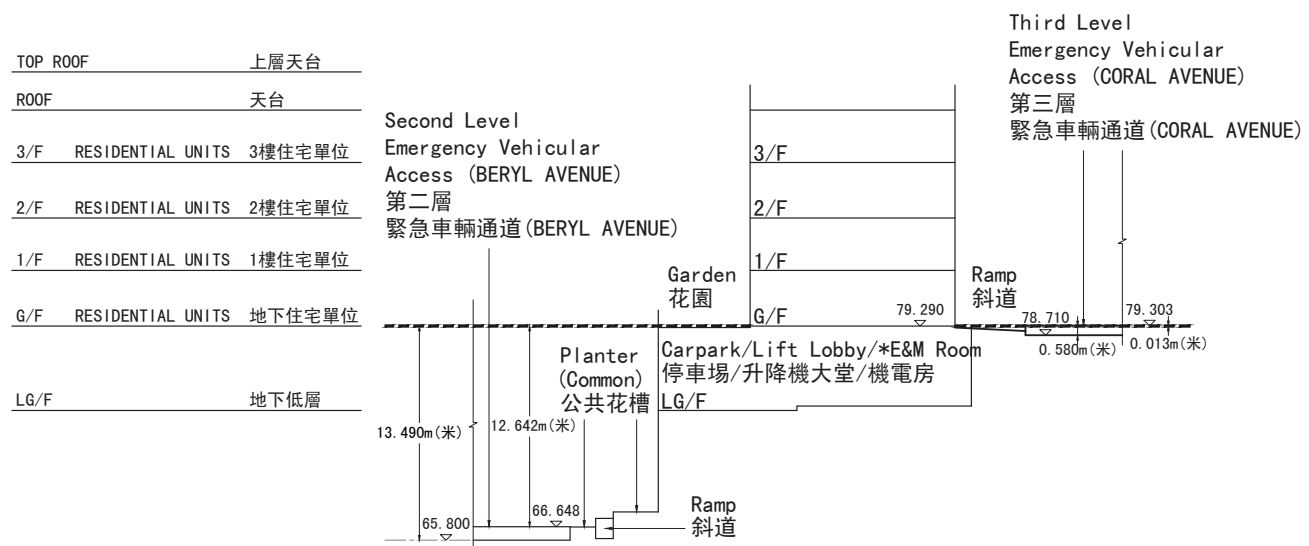 TOP ROOF 上層天台
ROOF 天台
3/F RESIDENTIAL UNITS 3樓住宅單位
2/F RESIDENTIAL UNITS 2樓住宅單位
1/F RESIDENTIAL UNITS 1樓住宅單位
G/F RESIDENTIAL UNITS 地下住宅單位
LG/F 地下低層
Second Level
Emergency Vehicular
Access (BERYL AVENUE)
第二層
緊急車輛通道(BERYL AVENUE)
Third Level
Emergency Vehicular
Access (CORAL AVENUE)
第三層
緊急車輛通道(CORAL AVENUE)
3/F
2/F
1/F
G/F
79.290
Garden
花園
Ramp
斜道
78.710
79.303
0.580m(米)
0.013m(米)
Carpark/Lift Lobby/*E&M Room
停車場/升降機大堂/機電房
LG/F
Planter
(Common)
公共花槽
13.490m(米)
12.642m(米)
65.800
66.648
Ramp
斜道